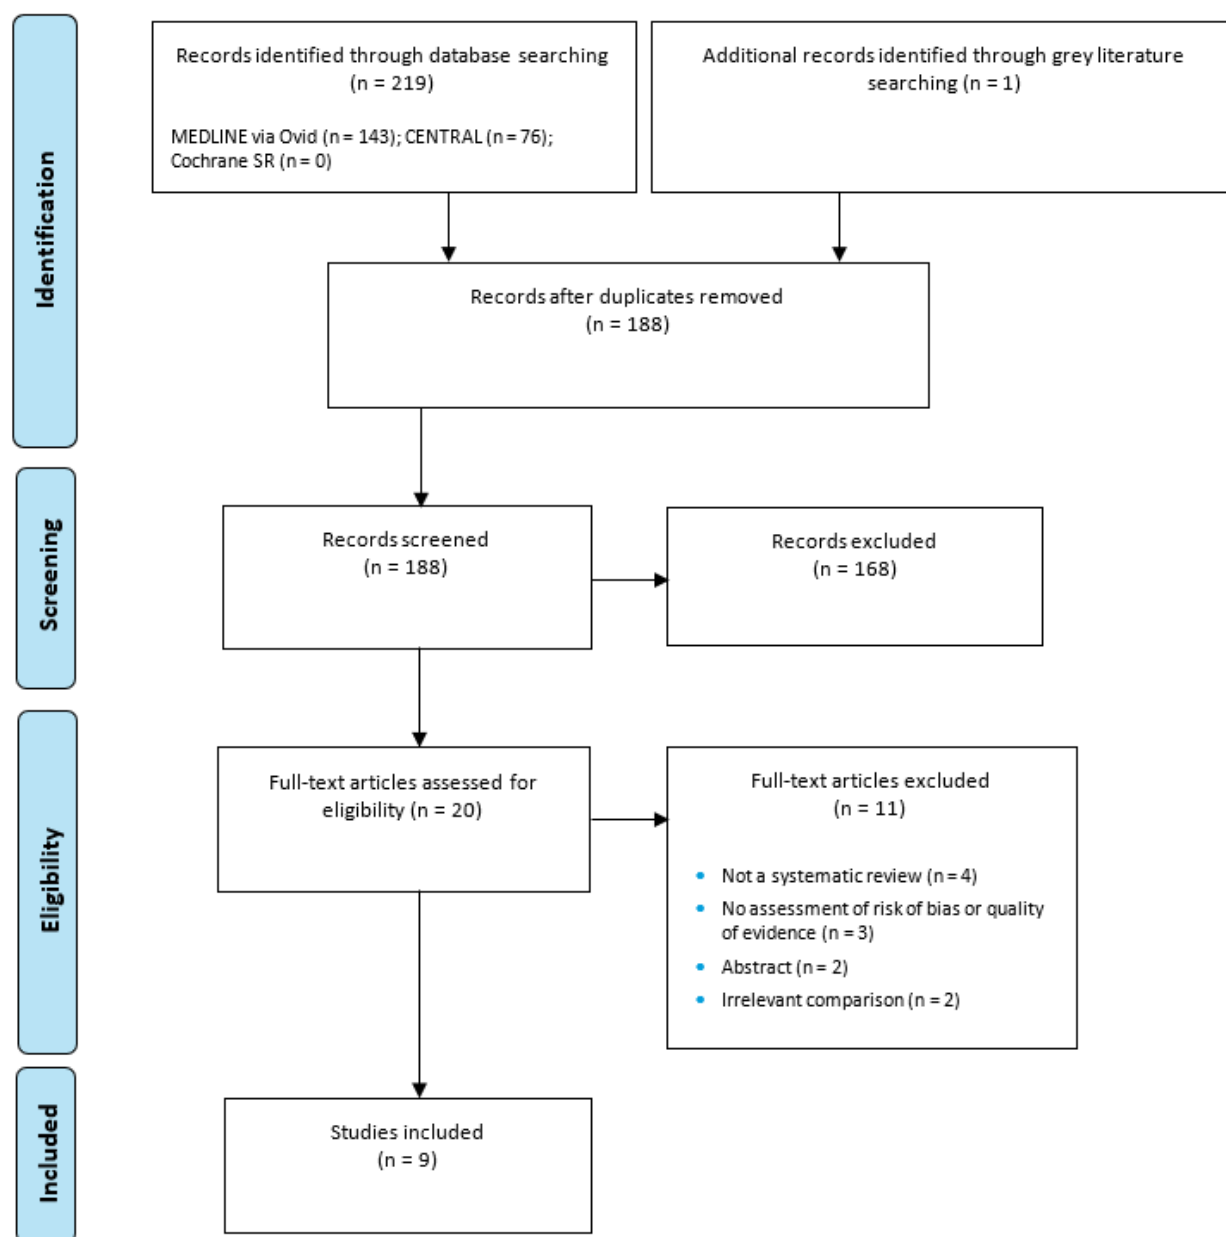 Identification
Records identified through database searching
(n = 219)
MEDLINE via Ovid (n = 143); CENTRAL (n = 76);
Cochrane SR (n = 0)
Additional records identified through grey literature
searching (n = 1)
Records after duplicates removed
(n = 188)
Screening
Records screened
(n = 188)
Records excluded
(n = 168)
Eligibility
Full-text articles assessed for
eligibility (n = 20)
Full-text articles excluded
(n = 11)
• Not a systematic review (n = 4)
• No assessment of risk of bias or quality
of evidence (n = 3)
• Abstract (n = 2)
• Irrelevant comparison (n = 2)
Included
Studies included
(n = 9)